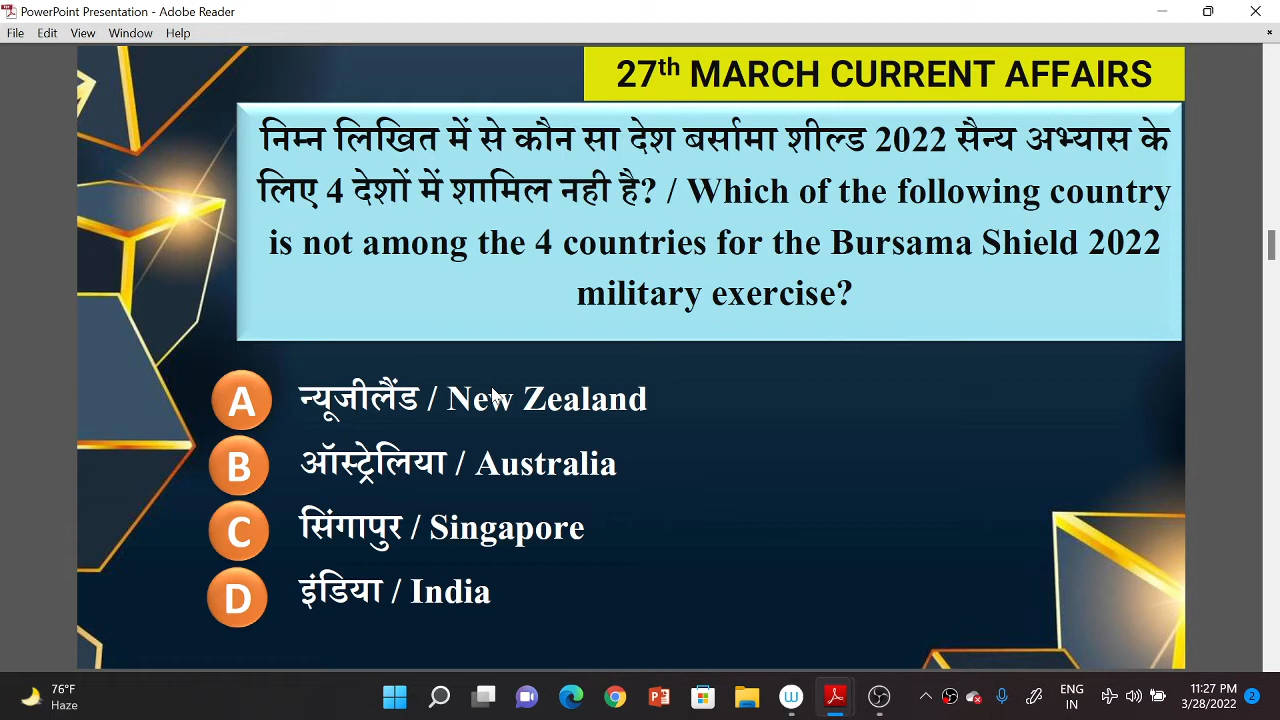 PowerPoint Presentation - Adobe Reader
File Edit View Window Help
27th MARCH CURRENT AFFAIRS
निम्न लिखित में से कौन सा देश बर्सामा शील्ड 2022 सैन्य अभ्यास के
लिए 4 देशों में शामिल नही है? / Which of the following country
is not among the 4 countries for the Bursama Shield 2022
military exercise?
A न्यूजीलैंड / New Zealand
B ऑस्ट्रेलिया / Australia
C सिंगापुर / Singapore
D इंडिया / India
76°F
Haze
ENG
IN
11:27 PM
3/28/2022
2